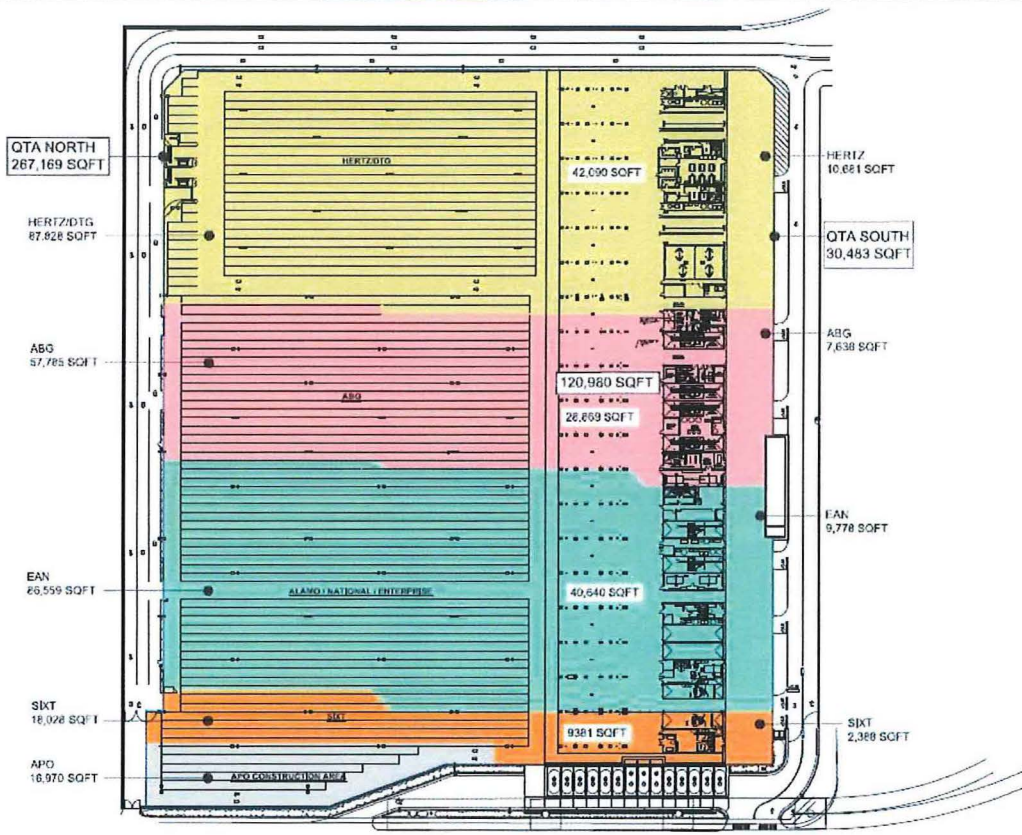 QTA NORTH
267,169 SQFT
HERTZ/DTG
87,828 SQFT
ABG
57,785 SQFT
EAN
86,559 SQFT
SIXT
18,028 SQFT
APO
16,970 SQFT
HERTZ/DTG
ABG
ALAMO / NATIONAL / ENTERPRISE
SIXT
APO CONSTRUCTION AREA
42,090 SQFT
120,980 SQFT
28,869 SQFT
40,640 SQFT
9381 SQFT
HERTZ
10,681 SQFT
QTA SOUTH
30,483 SQFT
ABG
7,638 SQFT
EAN
9,778 SQFT
SIXT
2,388 SQFT